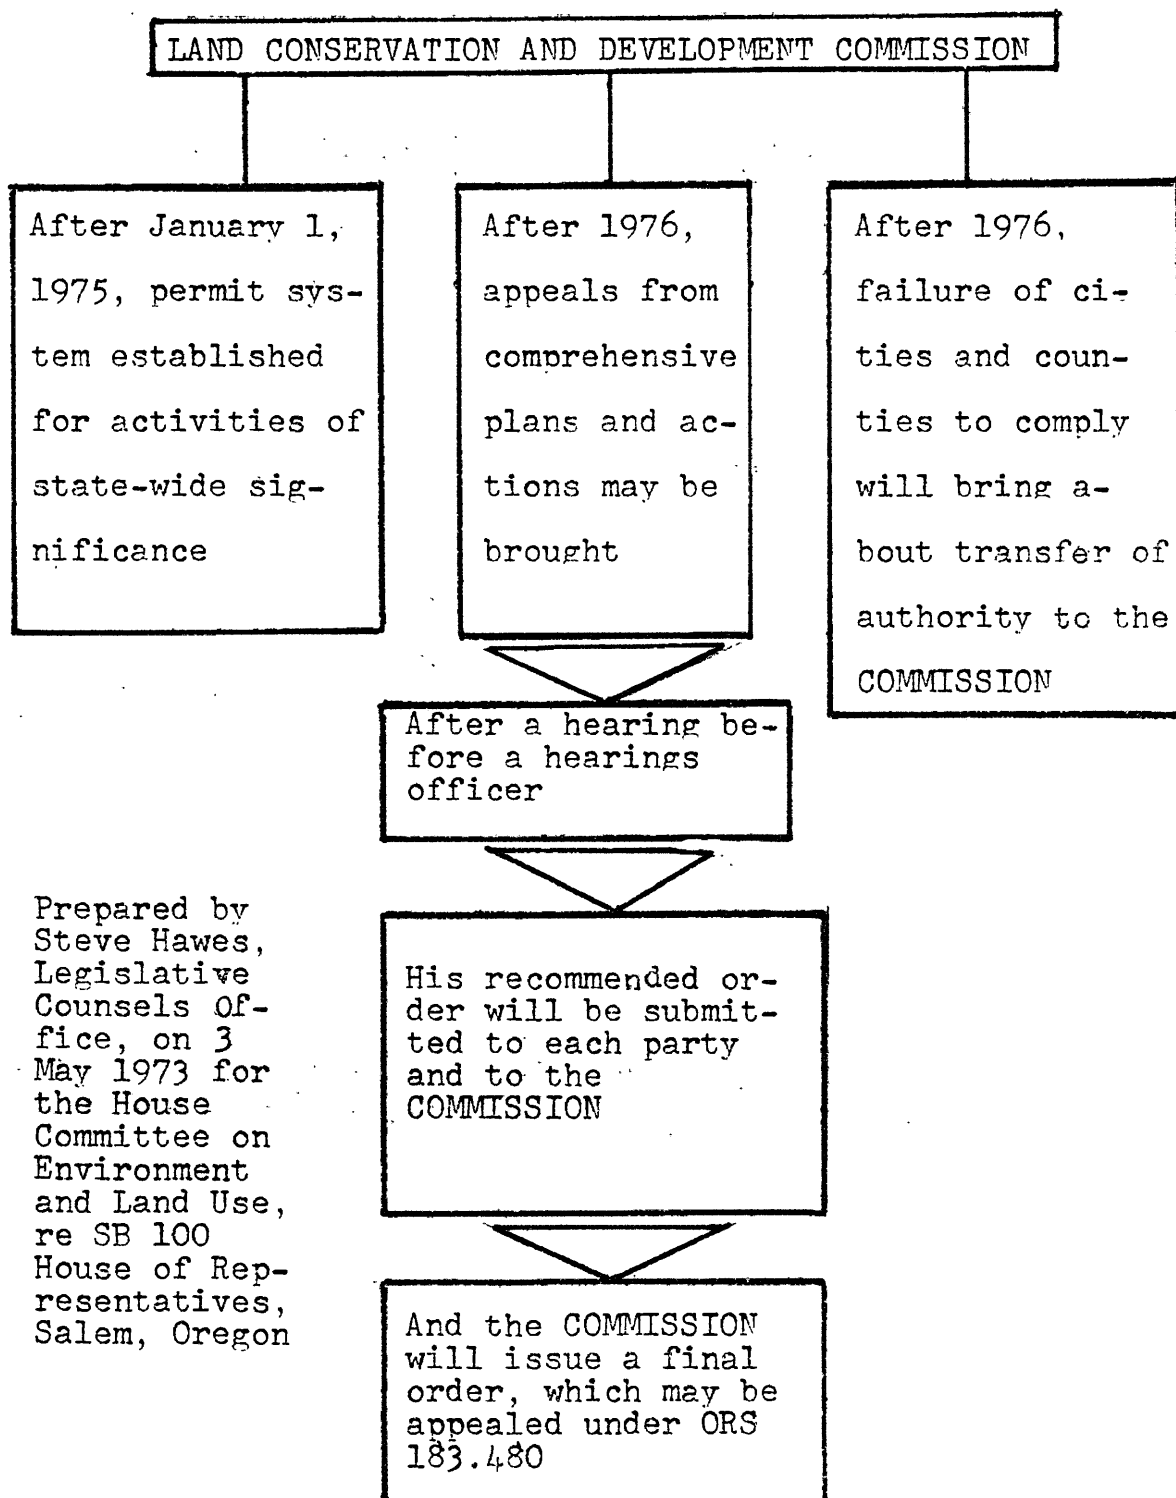 LAND CONSERVATION AND DEVELOPMENT COMMISSION
After January 1,
1975, permit sys-
tem established
for activities of
state-wide sig-
nificance
After 1976,
appeals from
comprehensive
plans and ac-
tions may be
brought
After 1976,
failure of ci-
ties and coun-
ties to comply
will bring a-
bout transfer of
authority to the
COMMISSION
After a hearing be-
fore a hearings
officer
Prepared by
Steve Hawes,
Legislative
Counsels Of-
fice, on 3
May 1973 for
the House
Committee on
Environment
and Land Use,
re SB 100
House of Rep-
resentatives,
Salem, Oregon
His recommended or-
der will be submit-
ted to each party
and to the
COMMISSION
And the COMMISSION
will issue a final
order, which may be
appealed under ORS
183.480